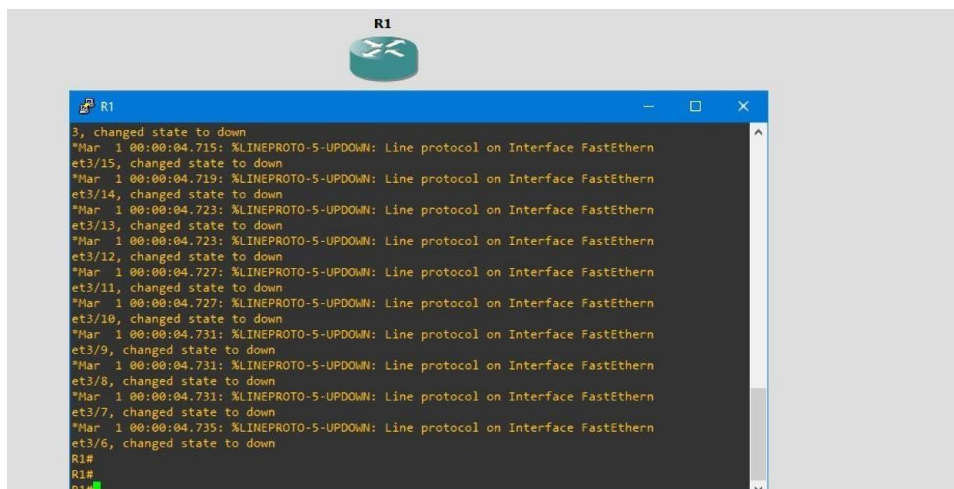 R1
R1
3, changed state to down
*Mar  1 00:00:04.715: %LINEPROTO-5-UPDOWN: Line protocol on Interface FastEthern
et3/15, changed state to down
*Mar  1 00:00:04.719: %LINEPROTO-5-UPDOWN: Line protocol on Interface FastEthern
et3/14, changed state to down
*Mar  1 00:00:04.723: %LINEPROTO-5-UPDOWN: Line protocol on Interface FastEthern
et3/13, changed state to down
*Mar  1 00:00:04.723: %LINEPROTO-5-UPDOWN: Line protocol on Interface FastEthern
et3/12, changed state to down
*Mar  1 00:00:04.727: %LINEPROTO-5-UPDOWN: Line protocol on Interface FastEthern
et3/11, changed state to down
*Mar  1 00:00:04.727: %LINEPROTO-5-UPDOWN: Line protocol on Interface FastEthern
et3/10, changed state to down
*Mar  1 00:00:04.731: %LINEPROTO-5-UPDOWN: Line protocol on Interface FastEthern
et3/9, changed state to down
*Mar  1 00:00:04.731: %LINEPROTO-5-UPDOWN: Line protocol on Interface FastEthern
et3/8, changed state to down
*Mar  1 00:00:04.731: %LINEPROTO-5-UPDOWN: Line protocol on Interface FastEthern
et3/7, changed state to down
*Mar  1 00:00:04.735: %LINEPROTO-5-UPDOWN: Line protocol on Interface FastEthern
et3/6, changed state to down
R1#
R1#
R1#